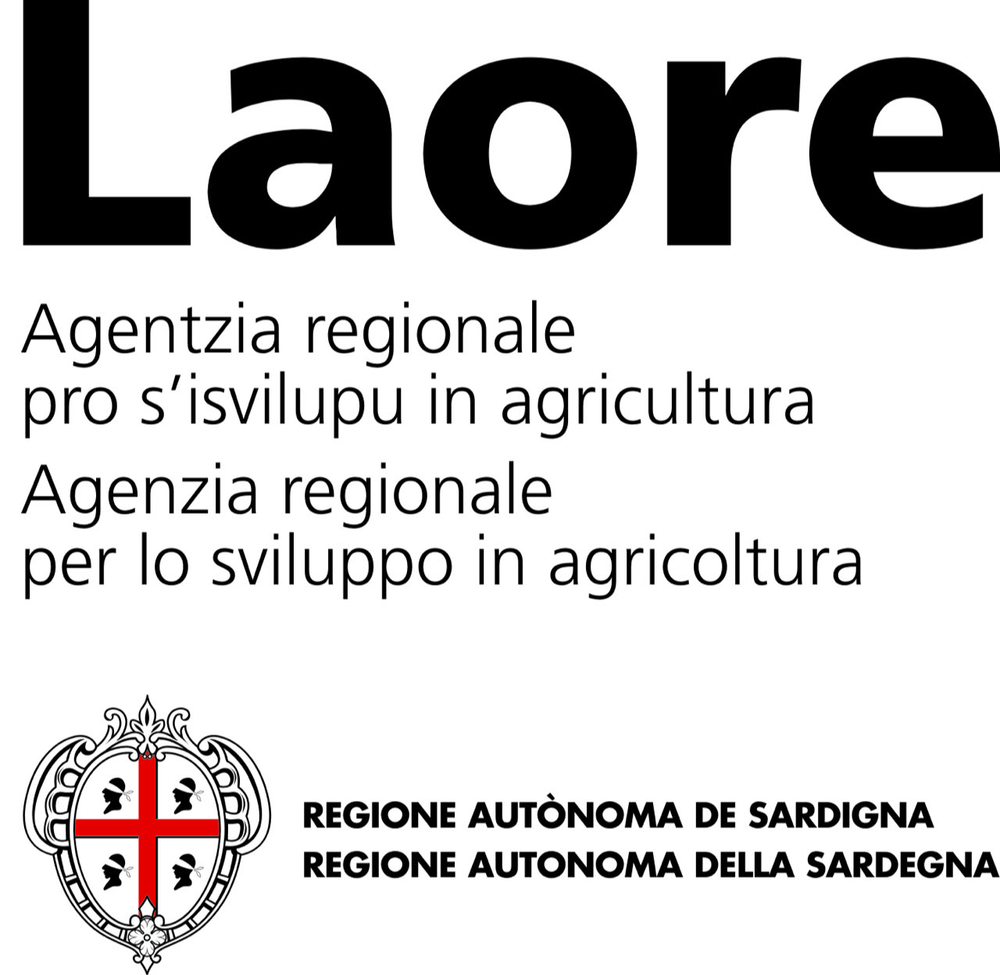 Laore
Agentzia regionale
pro s’isvilupu in agricultura
Agenzia regionale
per lo sviluppo in agricoltura
REGIONE AUTÒNOMA DE SARDIGNA
REGIONE AUTONOMA DELLA SARDEGNA